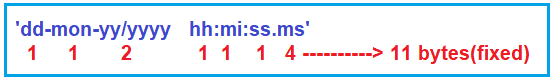 'dd-mon-yy/yyyy hh:mi:ss.ms'
1 1 2 1 1 1 4 ----------> 11 bytes(fixed)